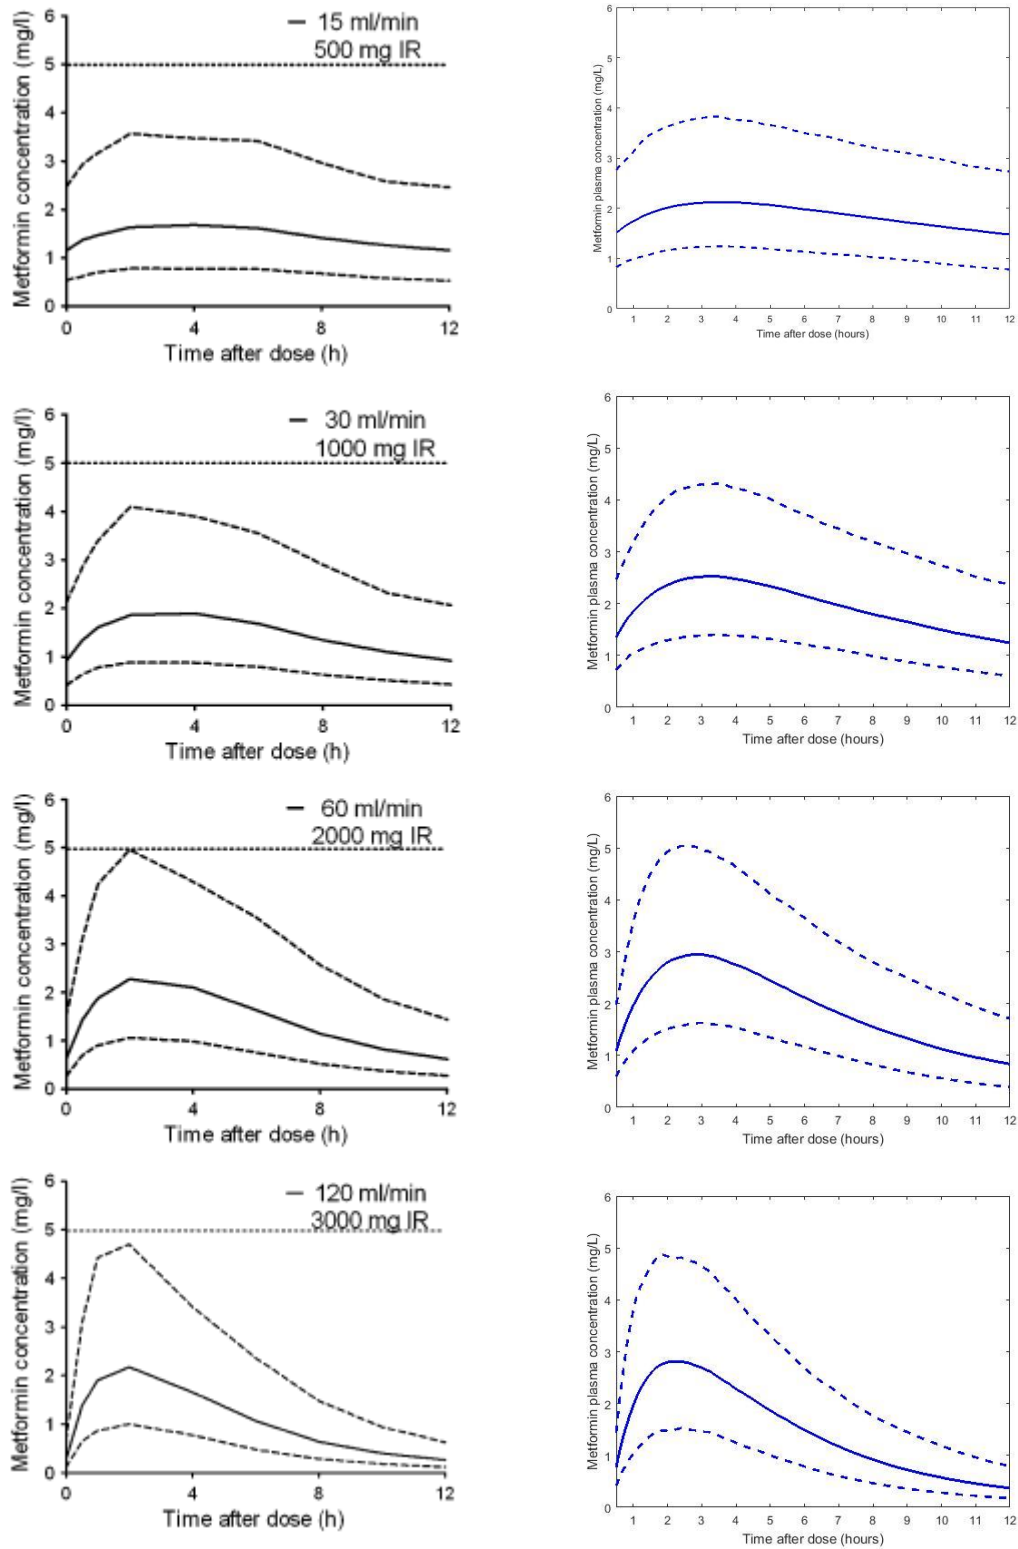 Metformin concentration (mg/l)
6
5
4
3
2
1
0
15 ml/min
500 mg IR
0 4 8 12
Time after dose (h)
Metformin plasma concentration (mg/L)
6
5
4
3
2
1
0
1 2 3 4 5 6 7 8 9 10 11 12
Time after dose (hours)
Metformin concentration (mg/l)
6
5
4
3
2
1
0
30 ml/min
1000 mg IR
0 4 8 12
Time after dose (h)
Metformin plasma concentration (mg/L)
6
5
4
3
2
1
0
1 2 3 4 5 6 7 8 9 10 11 12
Time after dose (hours)
Metformin concentration (mg/l)
6
5
4
3
2
1
0
60 ml/min
2000 mg IR
0 4 8 12
Time after dose (h)
Metformin plasma concentration (mg/L)
6
5
4
3
2
1
0
1 2 3 4 5 6 7 8 9 10 11 12
Time after dose (hours)
Metformin concentration (mg/l)
6
5
4
3
2
1
0
120 ml/min
3000 mg IR
0 4 8 12
Time after dose (h)
Metformin plasma concentration (mg/L)
6
5
4
3
2
1
0
1 2 3 4 5 6 7 8 9 10 11 12
Time after dose (hours)